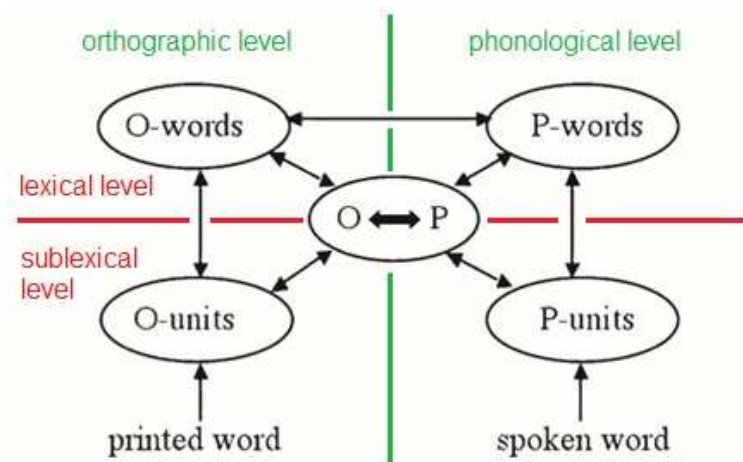 orthographic level
phonological level
O-words
P-words
lexical level
O P
sublexical
level
O-units
P-units
printed word
spoken word